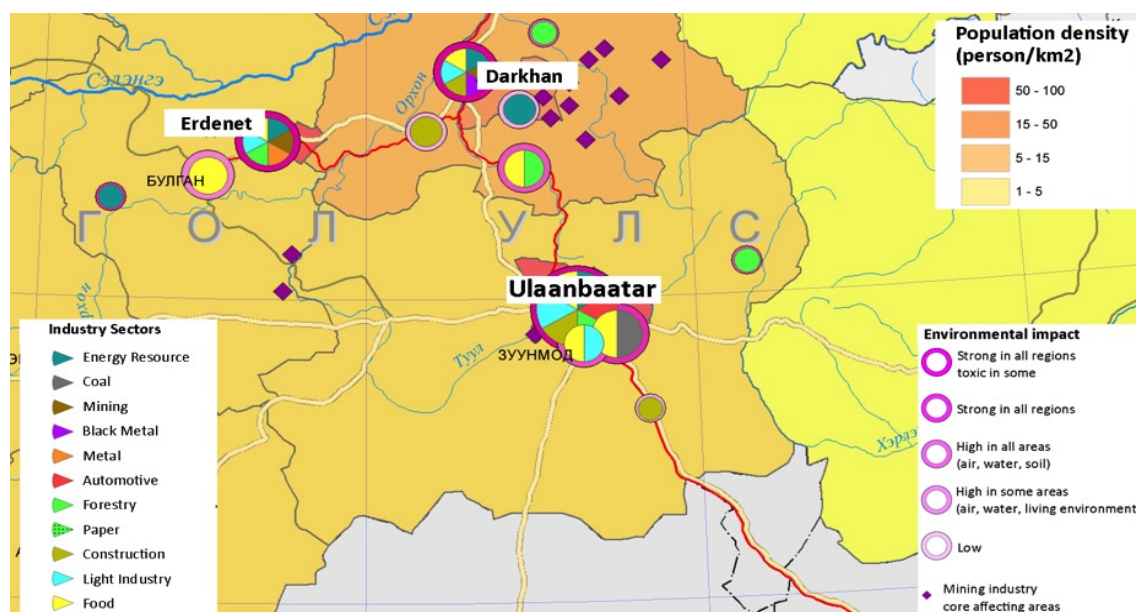 Сэлэнгэ
Орхон
Darkhan
Erdenet
БУЛГАН
Г О Л У Л С
Орхон
Ulaanbaatar
Туул
ЗУУНМОД
Population density
(person/km2)
50 - 100
15 - 50
5 - 15
1 - 5
Industry Sectors
Energy Resource
Coal
Mining
Black Metal
Metal
Automotive
Forestry
Paper
Construction
Light Industry
Food
Environmental impact
Strong in all regions
toxic in some
Strong in all regions
High in all areas
(air, water, soil)
High in some areas
(air, water, living environment
Low
Mining industry
core affecting areas